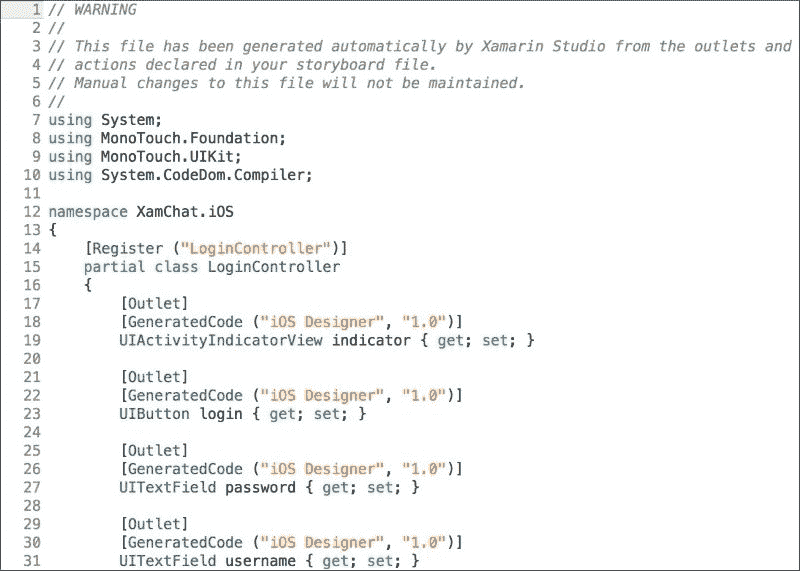 1 // WARNING
2 //
3 // This file has been generated automatically by Xamarin Studio from the outlets and
4 // actions declared in your storyboard file.
5 // Manual changes to this file will not be maintained.
6 //
7 using System;
8 using MonoTouch.Foundation;
9 using MonoTouch.UIKit;
10 using System.CodeDom.Compiler;
11
12 namespace XamChat.iOS
13 {
14     [Register ("LoginController")]
15     partial class LoginController
16     {
17         [Outlet]
18         [GeneratedCode ("iOS Designer", "1.0")]
19         UIActivityIndicatorView indicator { get; set; }
20
21         [Outlet]
22         [GeneratedCode ("iOS Designer", "1.0")]
23         UIButton login { get; set; }
24
25         [Outlet]
26         [GeneratedCode ("iOS Designer", "1.0")]
27         UITextField password { get; set; }
28
29         [Outlet]
30         [GeneratedCode ("iOS Designer", "1.0")]
31         UITextField username { get; set; }